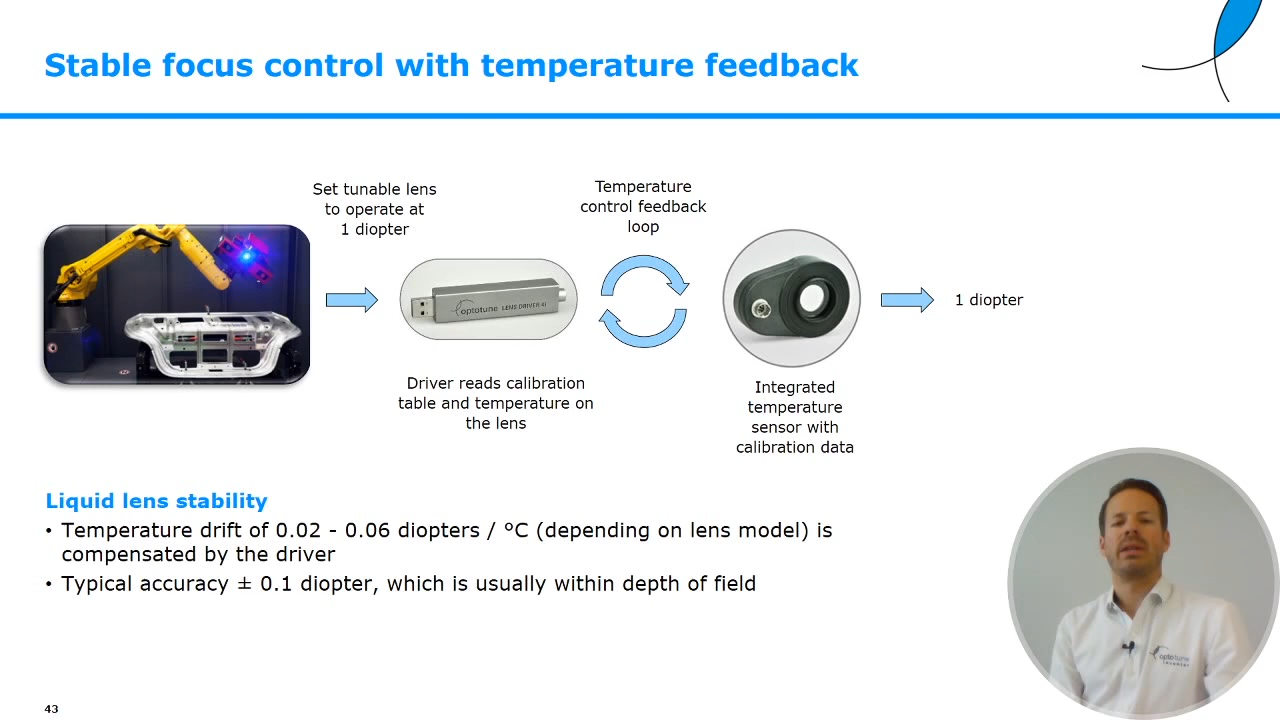 Stable focus control with temperature feedback
Set tunable lens
to operate at
1 diopter
Temperature
control feedback
loop
optotune LENS DRIVER 4i
1 diopter
Driver reads calibration
table and temperature on
the lens
Integrated
temperature
sensor with
calibration data
Liquid lens stability
• Temperature drift of 0.02 - 0.06 diopters / °C (depending on lens model) is
compensated by the driver
• Typical accuracy ± 0.1 diopter, which is usually within depth of field
optotune
43